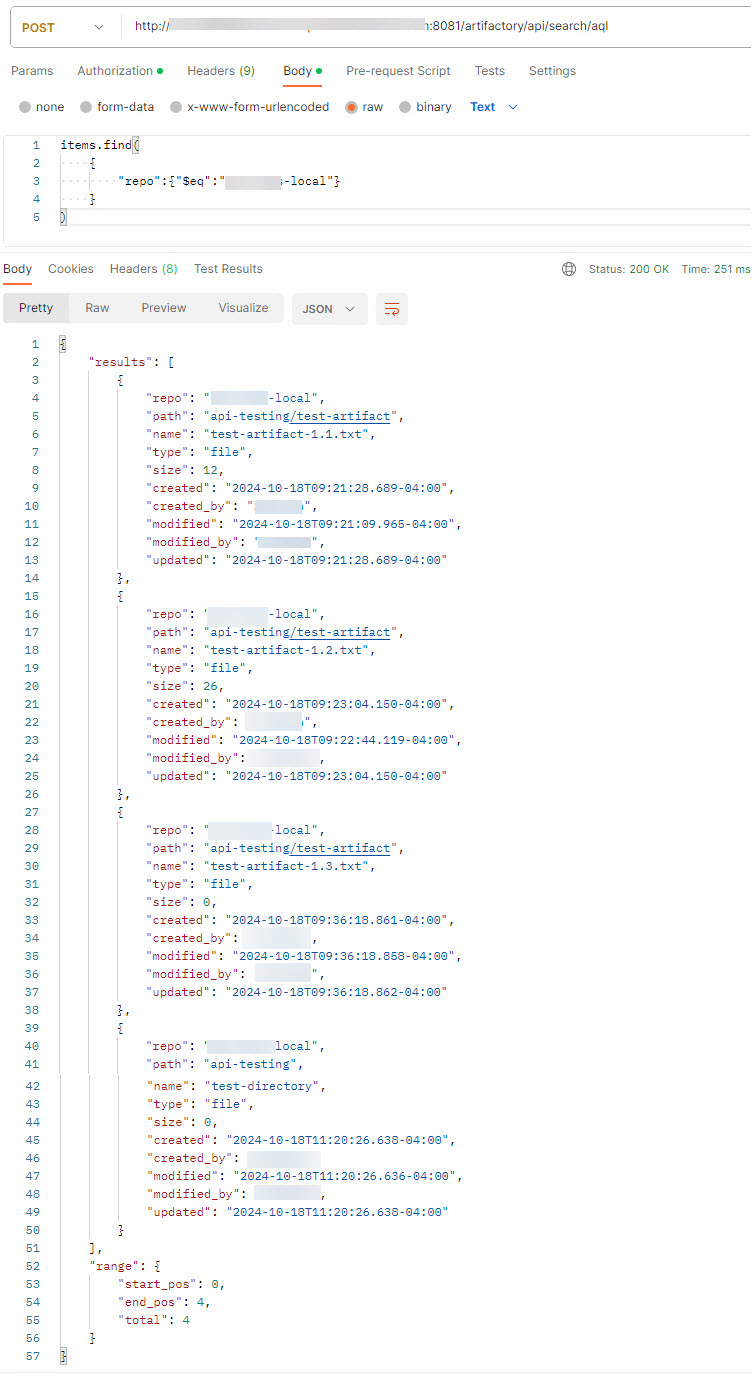 POST http:// :8081/artifactory/api/search/aql
Params Authorization Headers (9) Body Pre-request Script Tests Settings
none form-data x-www-form-urlencoded raw binary Text
1 items.find(
2 {
3 "repo":{"$eq":" -local"}
4 }
5 )
Body Cookies Headers (8) Test Results Status: 200 OK Time: 251 ms
Pretty Raw Preview Visualize JSON
1 {
2 "results": [
3 {
4 "repo": " -local",
5 "path": "api-testing/test-artifact",
6 "name": "test-artifact-1.1.txt",
7 "type": "file",
8 "size": 12,
9 "created": "2024-10-18T09:21:28.689-04:00",
10 "created_by": " ",
11 "modified": "2024-10-18T09:21:09.965-04:00",
12 "modified_by": " ",
13 "updated": "2024-10-18T09:21:28.689-04:00"
14 },
15 {
16 "repo": " -local",
17 "path": "api-testing/test-artifact",
18 "name": "test-artifact-1.2.txt",
19 "type": "file",
20 "size": 26,
21 "created": "2024-10-18T09:23:04.150-04:00",
22 "created_by": ",
23 "modified": "2024-10-18T09:22:44.119-04:00",
24 "modified_by": ,
25 "updated": "2024-10-18T09:23:04.150-04:00"
26 },
27 {
28 "repo": " -local",
29 "path": "api-testing/test-artifact",
30 "name": "test-artifact-1.3.txt",
31 "type": "file",
32 "size": 0,
33 "created": "2024-10-18T09:36:18.861-04:00",
34 "created_by": ,
35 "modified": "2024-10-18T09:36:18.858-04:00",
36 "modified_by": ",
37 "updated": "2024-10-18T09:36:18.862-04:00"
38 },
39 {
40 "repo": " local",
41 "path": "api-testing",
42 "name": "test-directory",
43 "type": "file",
44 "size": 0,
45 "created": "2024-10-18T11:20:26.638-04:00",
46 "created_by":
47 "modified": "2024-10-18T11:20:26.636-04:00",
48 "modified_by": ,
49 "updated": "2024-10-18T11:20:26.638-04:00"
50 }
51 ],
52 "range": {
53 "start_pos": 0,
54 "end_pos": 4,
55 "total": 4
56 }
57 }